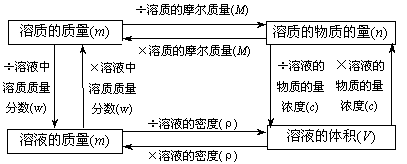 ÷溶质的摩尔质量(M)
溶质的质量(m)
溶质的物质的量(n)
×溶质的摩尔质量(M)
÷溶液中
溶质质量
分数(w)
×溶液中
溶质质量
分数(w)
÷溶液的
物质的量
浓度(c)
×溶液的
物质的量
浓度(c)
÷溶液的密度(ρ)
溶液的质量(m)
溶液的体积(V)
×溶液的密度(ρ)